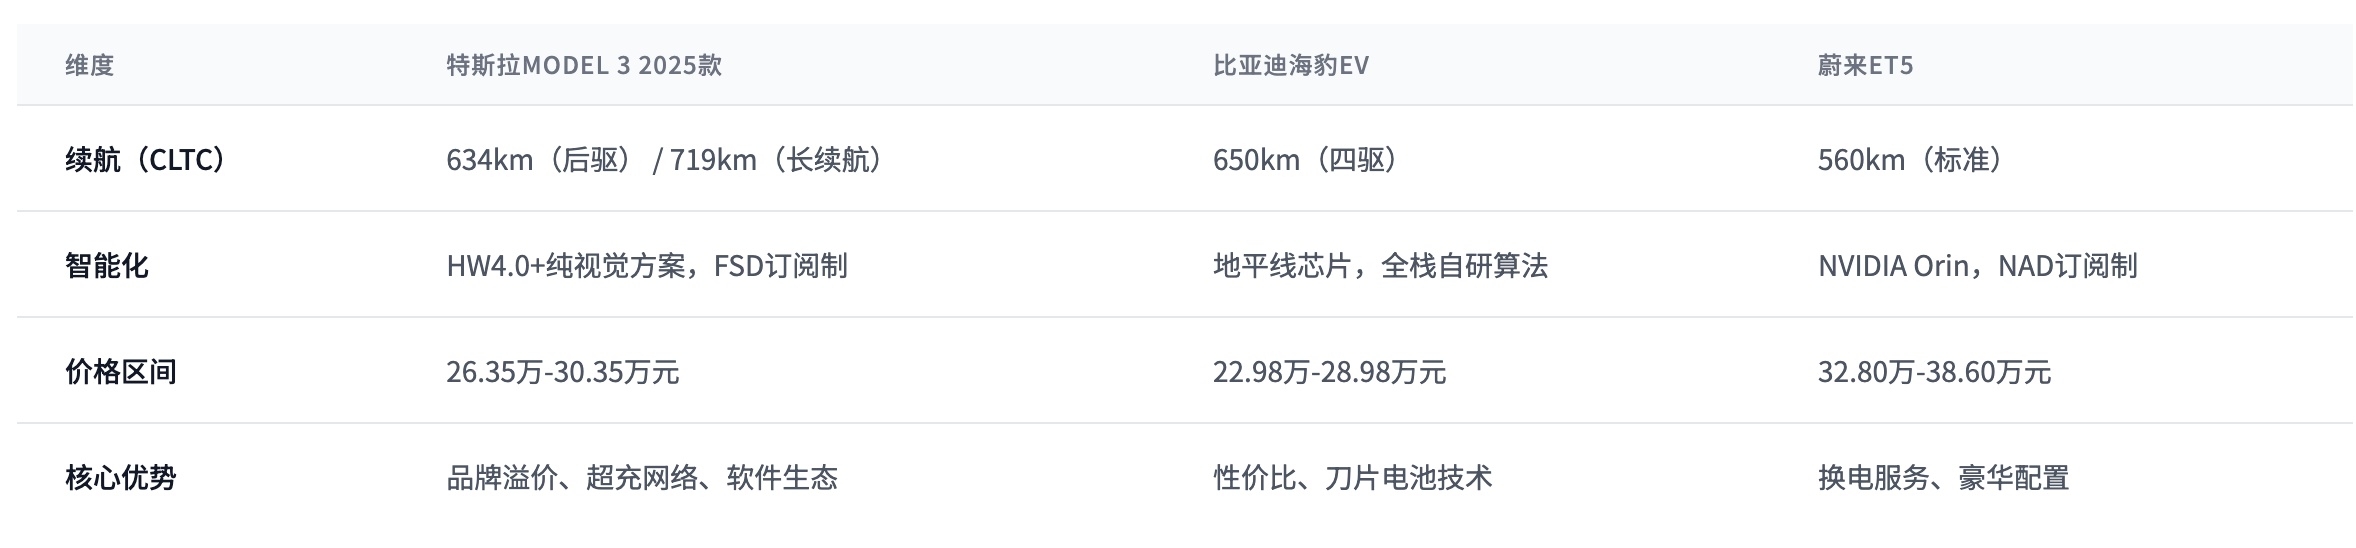 维度 特斯拉MODEL 3 2025款 比亚迪海豹EV 蔚来ET5
续航（CLTC） 634km（后驱） / 719km（长续航） 650km（四驱） 560km（标准）
智能化 HW4.0+纯视觉方案，FSD订阅制 地平线芯片，全栈自研算法 NVIDIA Orin，NAD订阅制
价格区间 26.35万-30.35万元 22.98万-28.98万元 32.80万-38.60万元
核心优势 品牌溢价、超充网络、软件生态 性价比、刀片电池技术 换电服务、豪华配置